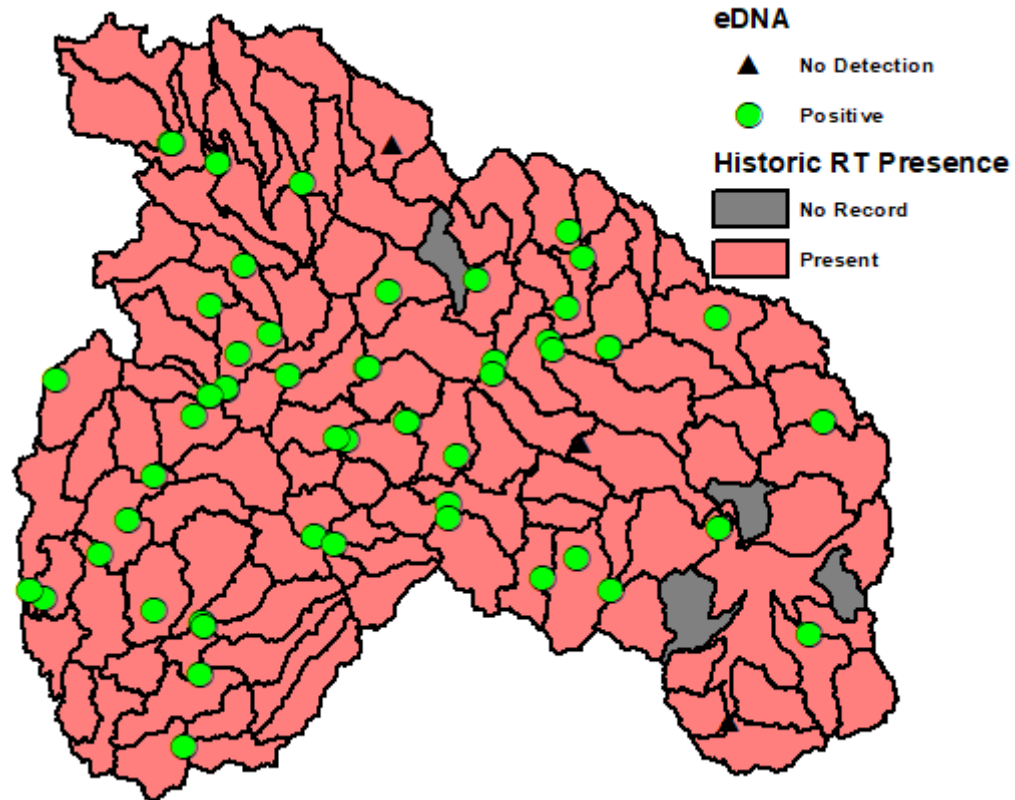 eDNA
No Detection
Positive
Historic RT Presence
No Record
Present